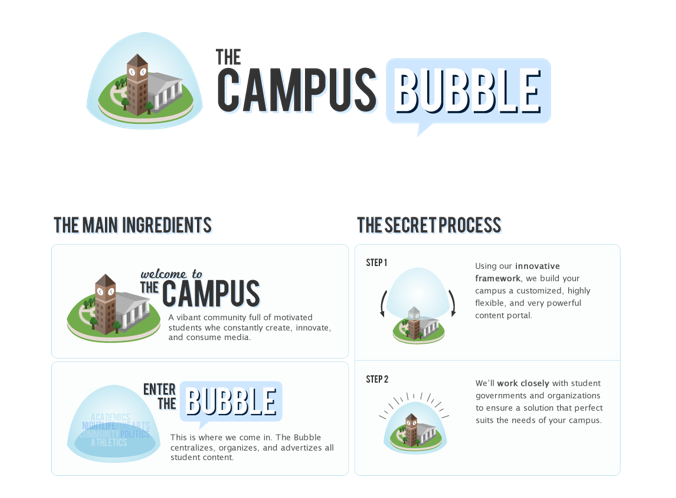 THE
CAMPUS BUBBLE
THE MAIN INGREDIENTS
welcome to
THE CAMPUS
A vibant community full of motivated
students whe constantly create, innovate,
and consume media.
ENTER
THE BUBBLE
ACADEMICS
NIGHTLIFE
POLITICS
ATHLETICS
This is where we come in. The Bubble
centralizes, organizes, and advertizes all
student content.
THE SECRET PROCESS
STEP 1
Using our innovative
framework, we build your
campus a customized, highly
flexible, and very powerful
content portal.
STEP 2
We'll work closely with student
governments and organizations
to ensure a solution that perfect
suits the needs of your campus.